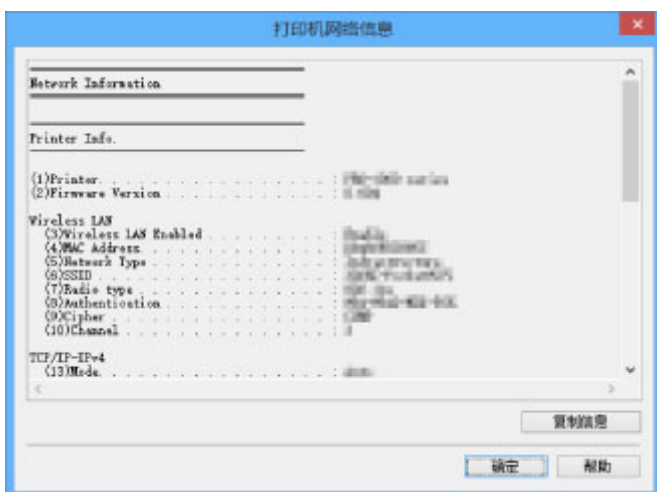 打印机网络信息
Network Information
Printer Info.
(1)Printer. . . . . . . . . . . . . . . . . . . . : series
(2)Firmware Version. . . . . . . . . . . . . . . :
Wireless LAN
(3)Wireless LAN Enabled . . . . . . . . . . . :
(4)MAC Address. . . . . . . . . . . . . . . . . :
(5)Network Type . . . . . . . . . . . . . . . . :
(6)SSID . . . . . . . . . . . . . . . . . . . . :
(7)Radio type . . . . . . . . . . . . . . . . . :
(8)Authentication. . . . . . . . . . . . . . . . :
(9)Cipher . . . . . . . . . . . . . . . . . . . :
(10)Channel . . . . . . . . . . . . . . . . . . :
TCP/IP-IPv4
(13)Mode. . . . . . . . . . . . . . . . . . . . :
复制信息
确定 帮助